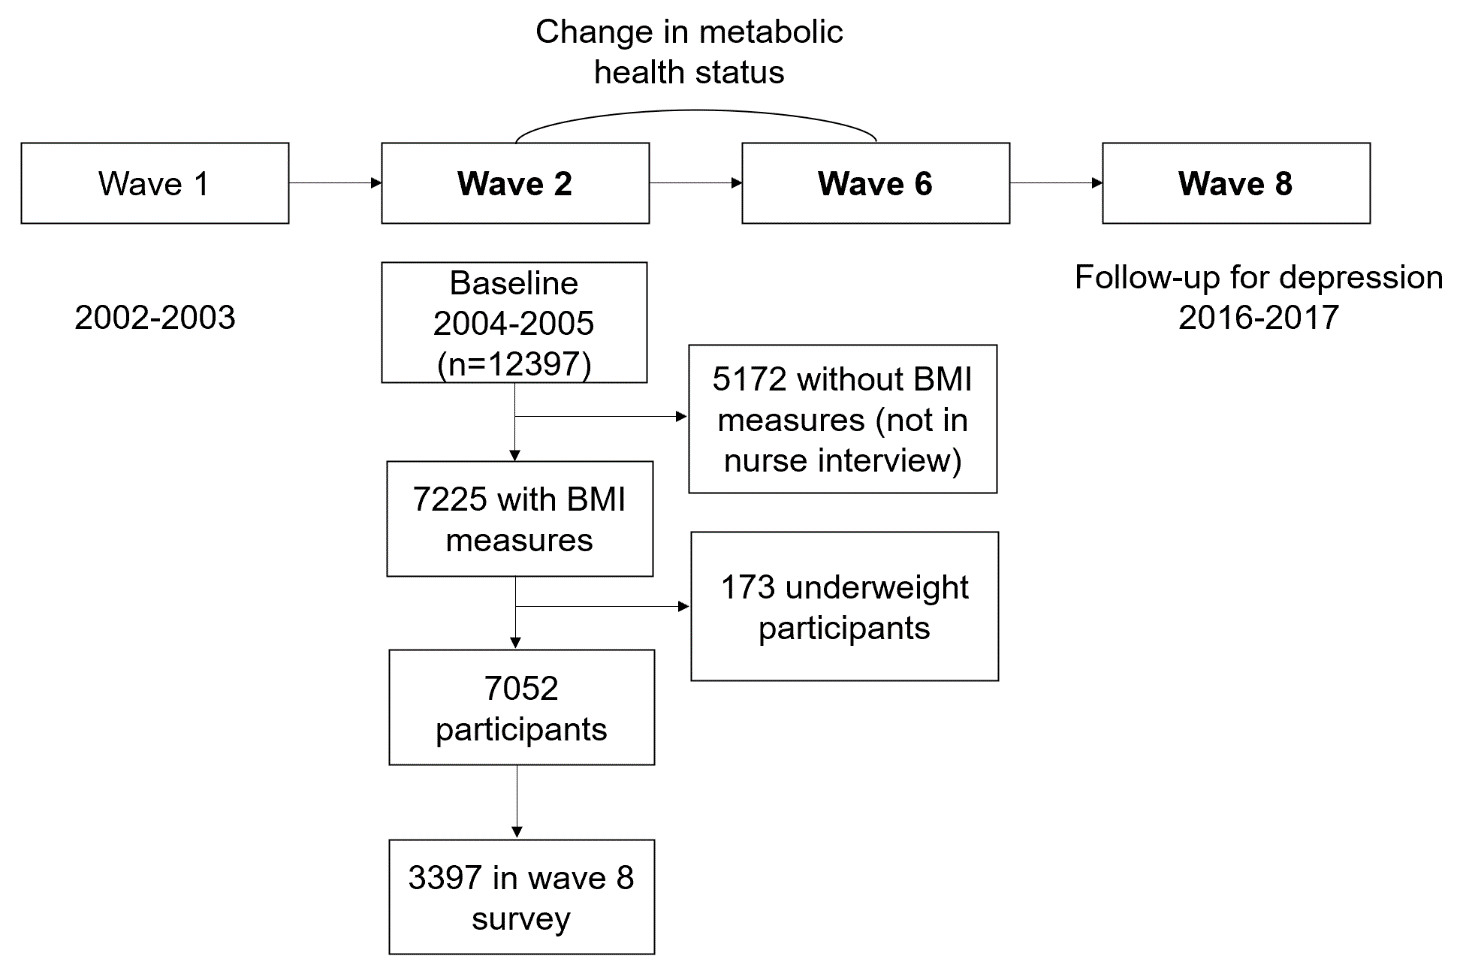 Change in metabolic
health status
Wave 1
Wave 2
Wave 6
Wave 8
2002-2003
Baseline
2004-2005
(n=12397)
Follow-up for depression
2016-2017
5172 without BMI
measures (not in
nurse interview)
7225 with BMI
measures
173 underweight
participants
7052
participants
3397 in wave 8
survey